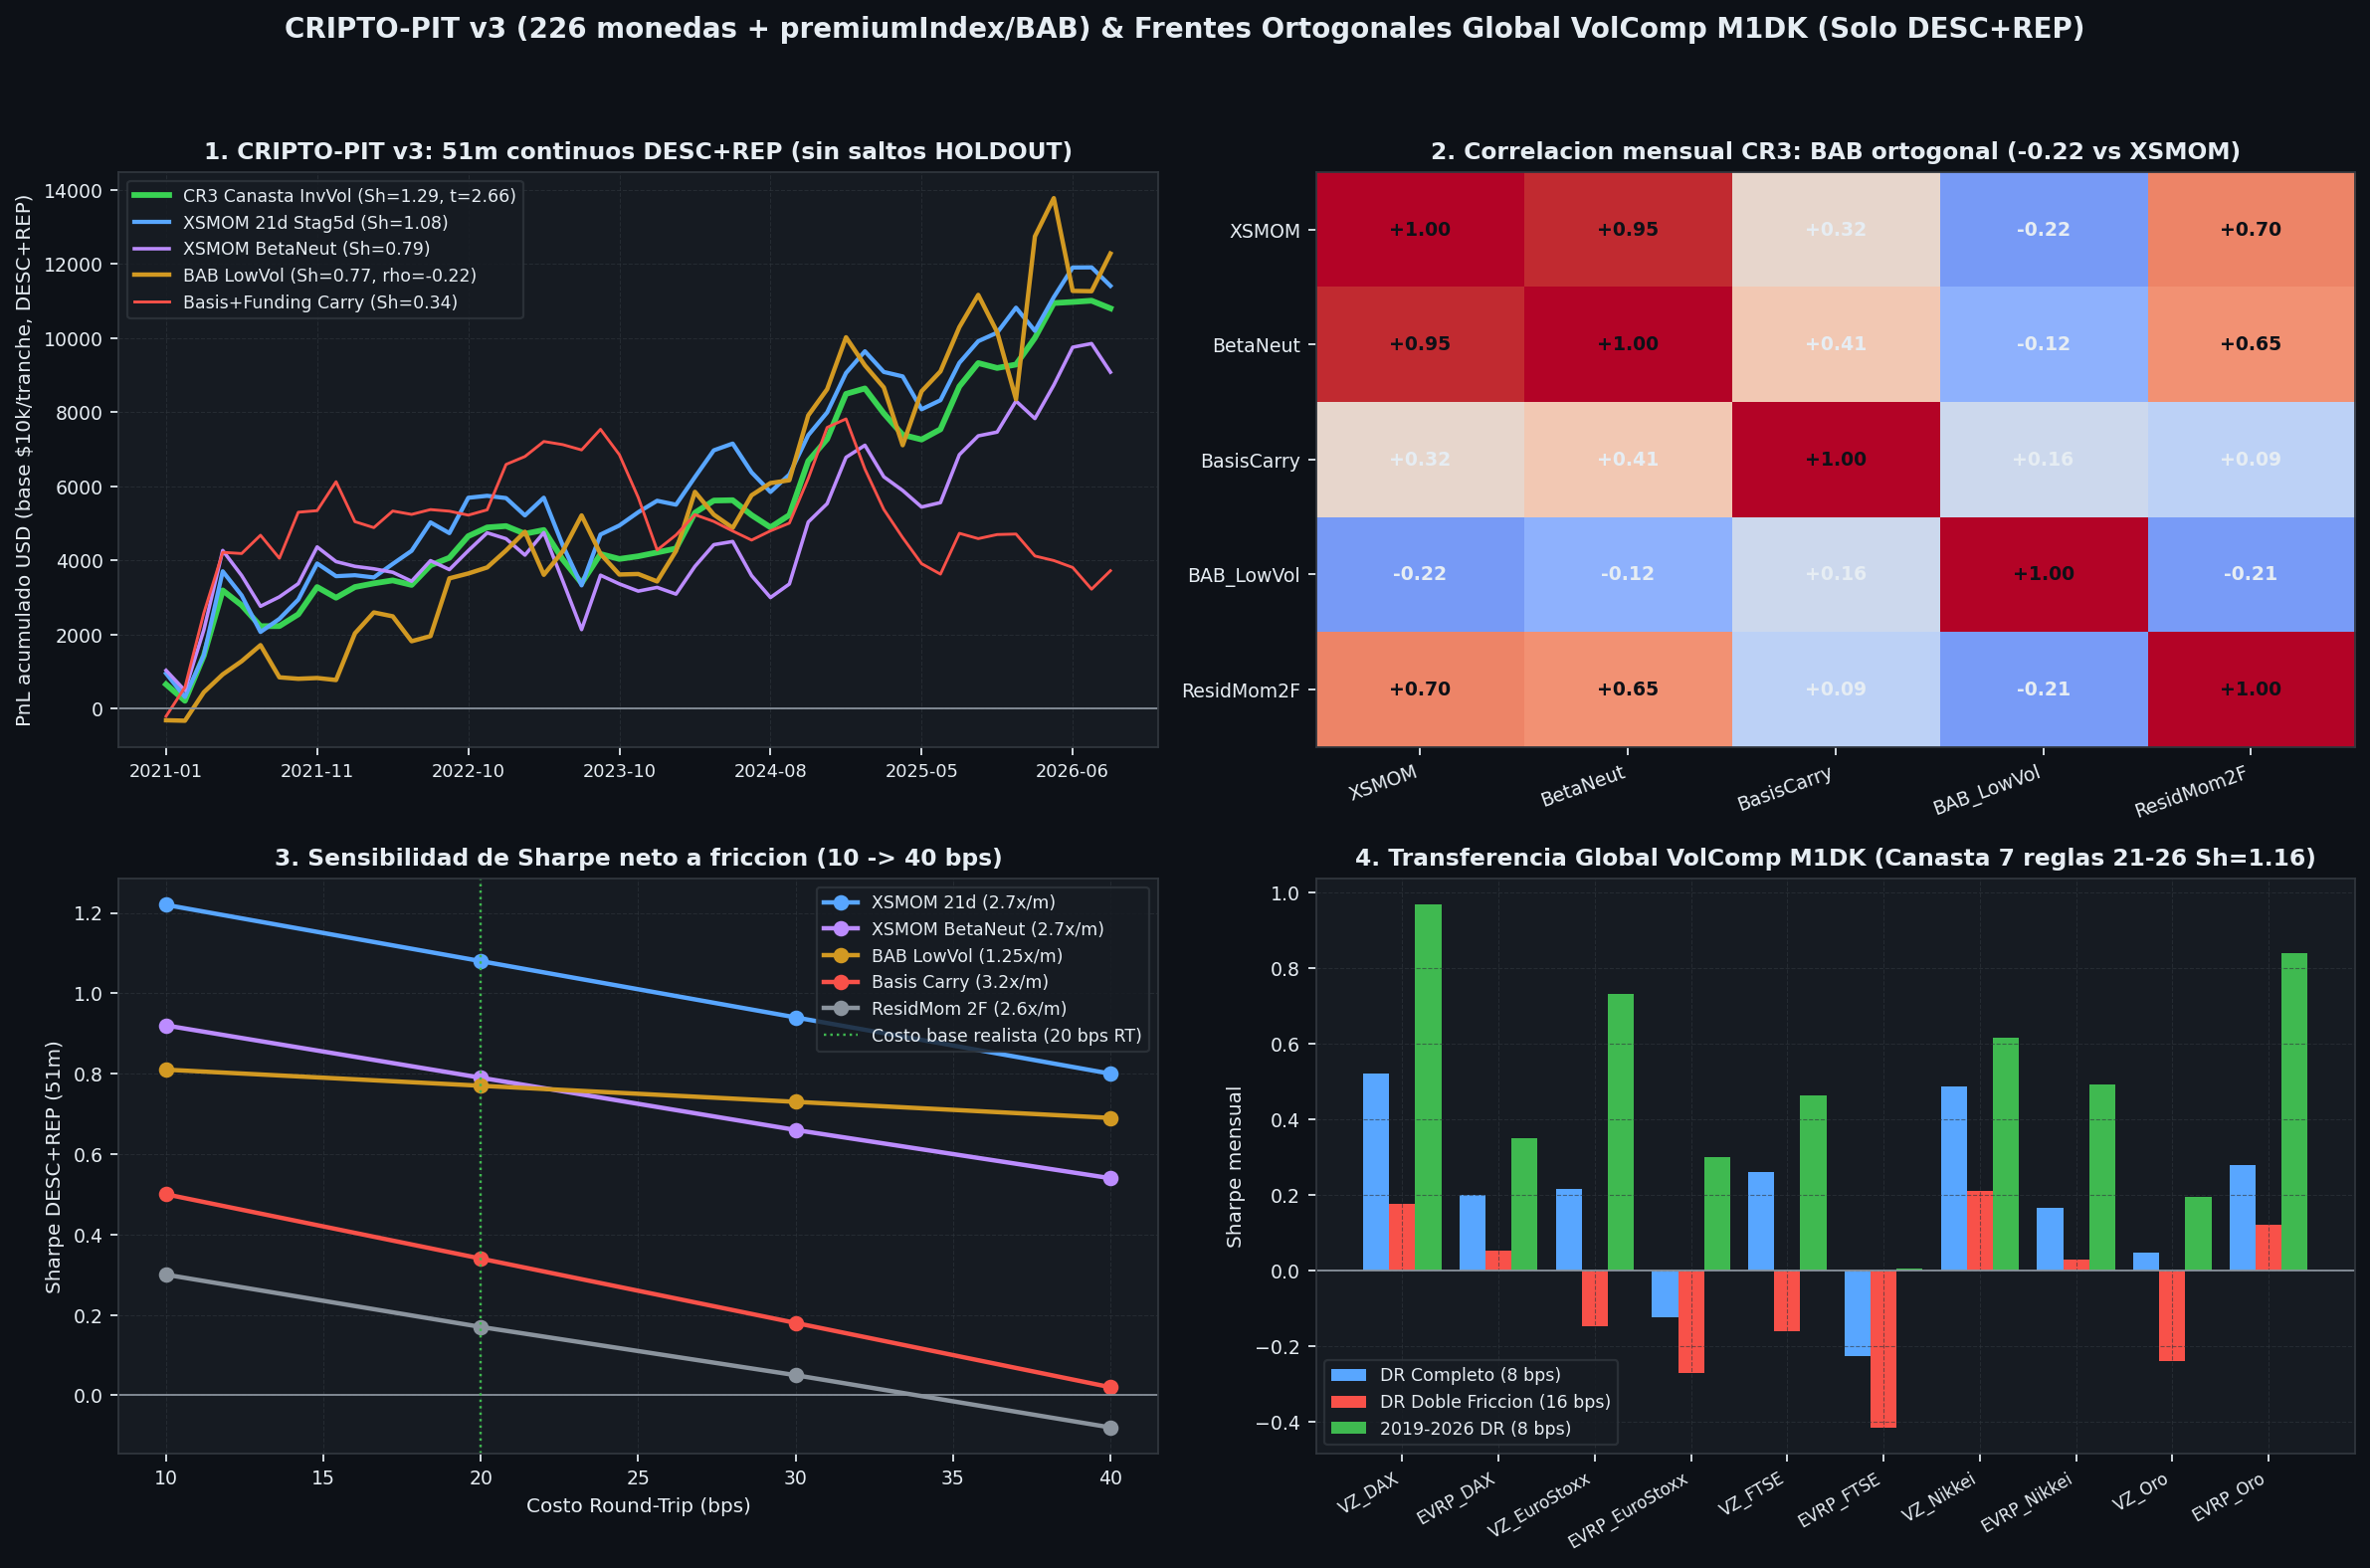 CRIPTO-PIT v3 (226 monedas + premiumIndex/BAB) & Frentes Ortogonales Global VolComp M1DK (Solo DESC+REP)
1. CRIPTO-PIT v3: 51m continuos DESC+REP (sin saltos HOLDOUT)
PnL acumulado USD (base $10k/tranche, DESC+REP)
14000
12000
10000
8000
6000
4000
2000
0
CR3 Canasta InvVol (Sh=1.29, t=2.66)
XSMOM 21d Stag5d (Sh=1.08)
XSMOM BetaNeut (Sh=0.79)
BAB LowVol (Sh=0.77, rho=-0.22)
Basis+Funding Carry (Sh=0.34)
2021-01 2021-11 2022-10 2023-10 2024-08 2025-05 2026-06
2. Correlacion mensual CR3: BAB ortogonal (-0.22 vs XSMOM)
XSMOM +1.00 +0.95 +0.32 -0.22 +0.70
BetaNeut +0.95 +1.00 +0.41 -0.12 +0.65
BasisCarry +0.32 +0.41 +1.00 +0.16 +0.09
BAB_LowVol -0.22 -0.12 +0.16 +1.00 -0.21
ResidMom2F +0.70 +0.65 +0.09 -0.21 +1.00
XSMOM BetaNeut BasisCarry BAB_LowVol ResidMom2F
3. Sensibilidad de Sharpe neto a friccion (10 -> 40 bps)
Sharpe DESC+REP (51m)
1.2
1.0
0.8
0.6
0.4
0.2
0.0
XSMOM 21d (2.7x/m)
XSMOM BetaNeut (2.7x/m)
BAB LowVol (1.25x/m)
Basis Carry (3.2x/m)
ResidMom 2F (2.6x/m)
Costo base realista (20 bps RT)
10 15 20 25 30 35 40
Costo Round-Trip (bps)
4. Transferencia Global VolComp M1DK (Canasta 7 reglas 21-26 Sh=1.16)
Sharpe mensual
1.0
0.8
0.6
0.4
0.2
0.0
−0.2
−0.4
DR Completo (8 bps)
DR Doble Friccion (16 bps)
2019-2026 DR (8 bps)
VZ_DAX EVRP_DAX VZ_EuroStoxx EVRP_EuroStoxx VZ_FTSE EVRP_FTSE VZ_Nikkei EVRP_Nikkei VZ_Oro EVRP_Oro